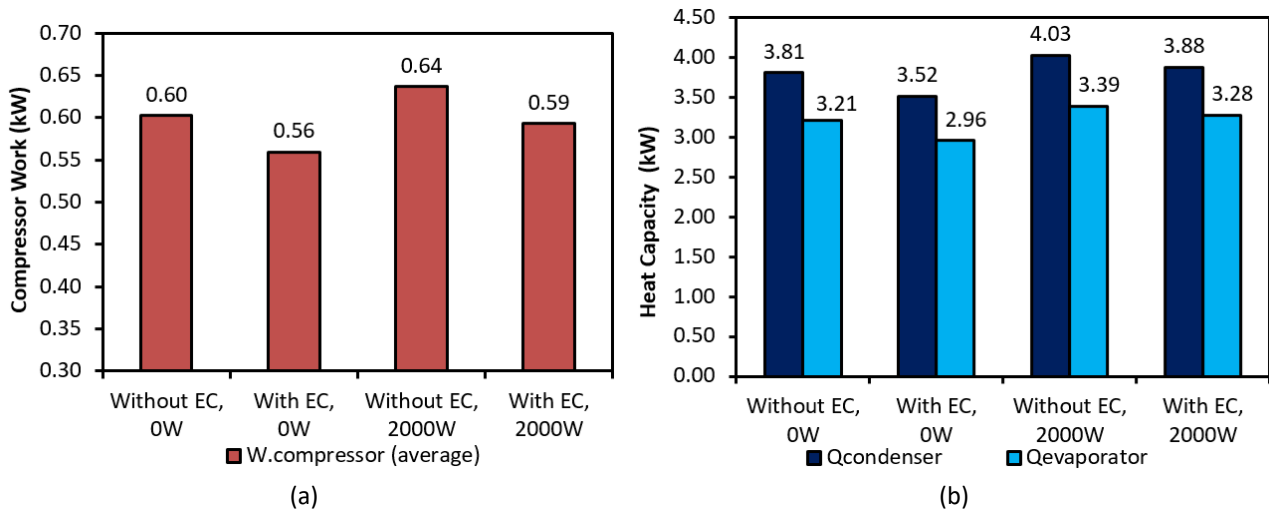 Compressor Work (kW)
0.70
0.65
0.60
0.55
0.50
0.45
0.40
0.35
0.30
0.60
0.56
0.64
0.59
Without EC,
0W
With EC,
0W
Without EC,
2000W
With EC,
2000W
W.compressor (average)
(a)
Heat Capacity (kW)
4.50
4.00
3.50
3.00
2.50
2.00
1.50
1.00
0.50
0.00
3.81
3.21
3.52
2.96
4.03
3.39
3.88
3.28
Without EC,
0W
With EC,
0W
Without EC,
2000W
With EC,
2000W
Qcondenser
Qevaporator
(b)